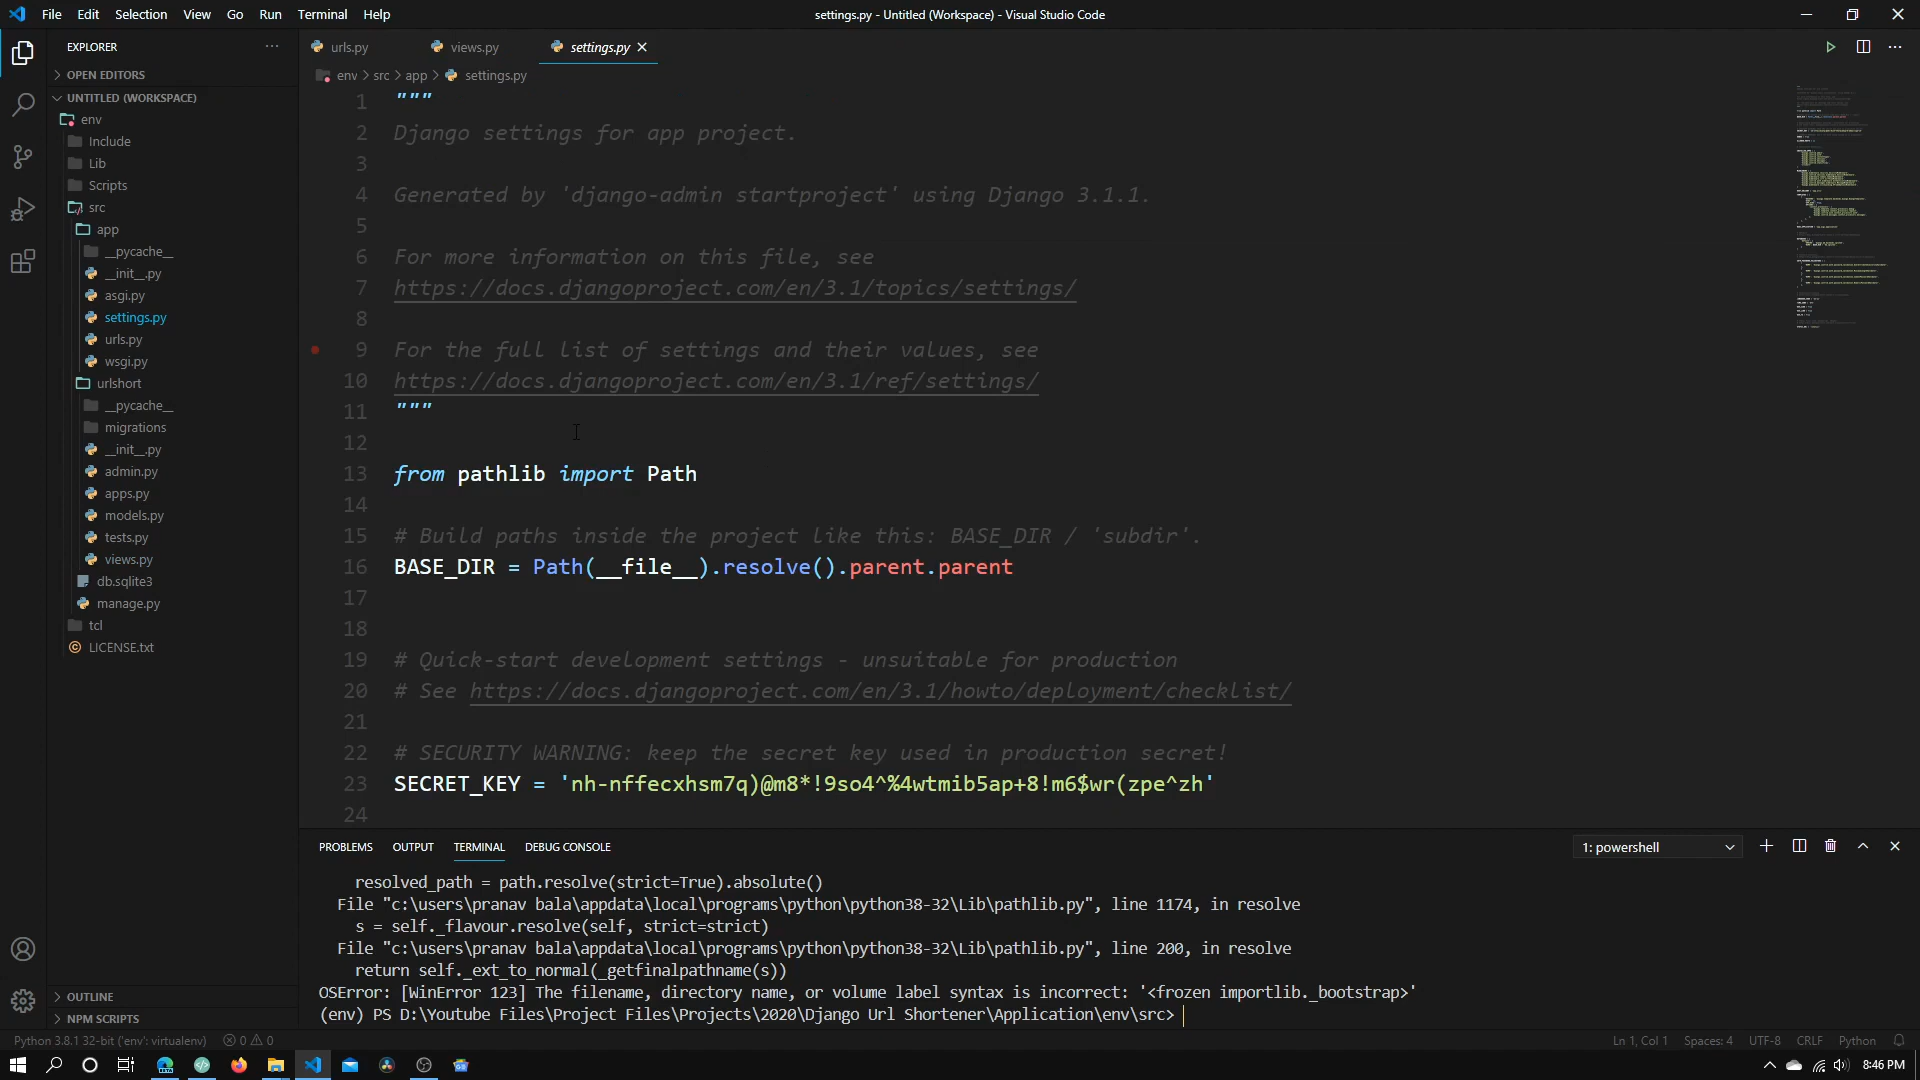 File Edit Selection View Go Run Terminal Help
settings.py - Untitled (Workspace) - Visual Studio Code
EXPLORER
OPEN EDITORS
UNTITLED (WORKSPACE)
env
Include
Lib
Scripts
src
app
__pycache__
__init__.py
asgi.py
settings.py
urls.py
wsgi.py
urlshort
__pycache__
migrations
__init__.py
admin.py
apps.py
models.py
tests.py
views.py
db.sqlite3
manage.py
tcl
LICENSE.txt
OUTLINE
NPM SCRIPTS
urls.py views.py settings.py
env > src > app > settings.py
1 """
2 Django settings for app project.
3
4 Generated by 'django-admin startproject' using Django 3.1.1.
5
6 For more information on this file, see
7 https://docs.djangoproject.com/en/3.1/topics/settings/
8
9 For the full list of settings and their values, see
10 https://docs.djangoproject.com/en/3.1/ref/settings/
11 """
12
13 from pathlib import Path
14
15 # Build paths inside the project like this: BASE_DIR / 'subdir'.
16 BASE_DIR = Path(__file__).resolve().parent.parent
17
18
19 # Quick-start development settings - unsuitable for production
20 # See https://docs.djangoproject.com/en/3.1/howto/deployment/checklist/
21
22 # SECURITY WARNING: keep the secret key used in production secret!
23 SECRET_KEY = 'nh-nffecxhsm7q)@m8*!9so4^%4wtmib5ap+8!m6$wr(zpe^zh'
24
PROBLEMS OUTPUT TERMINAL DEBUG CONSOLE
1: powershell
resolved_path = path.resolve(strict=True).absolute()
File "c:\users\pranav bala\appdata\local\programs\python\python38-32\Lib\pathlib.py", line 1174, in resolve
s = self._flavour.resolve(self, strict=strict)
File "c:\users\pranav bala\appdata\local\programs\python\python38-32\Lib\pathlib.py", line 200, in resolve
return self._ext_to_normal(_getfinalpathname(s))
OSError: [WinError 123] The filename, directory name, or volume label syntax is incorrect: '<frozen importlib._bootstrap>'
(env) PS D:\Youtube Files\Project Files\Projects\2020\Django Url Shortener\Application\env\src>
Python 3.8.1 32-bit ('env': virtualenv) 0 0
Ln 1, Col 1 Spaces: 4 UTF-8 CRLF Python
8:46 PM